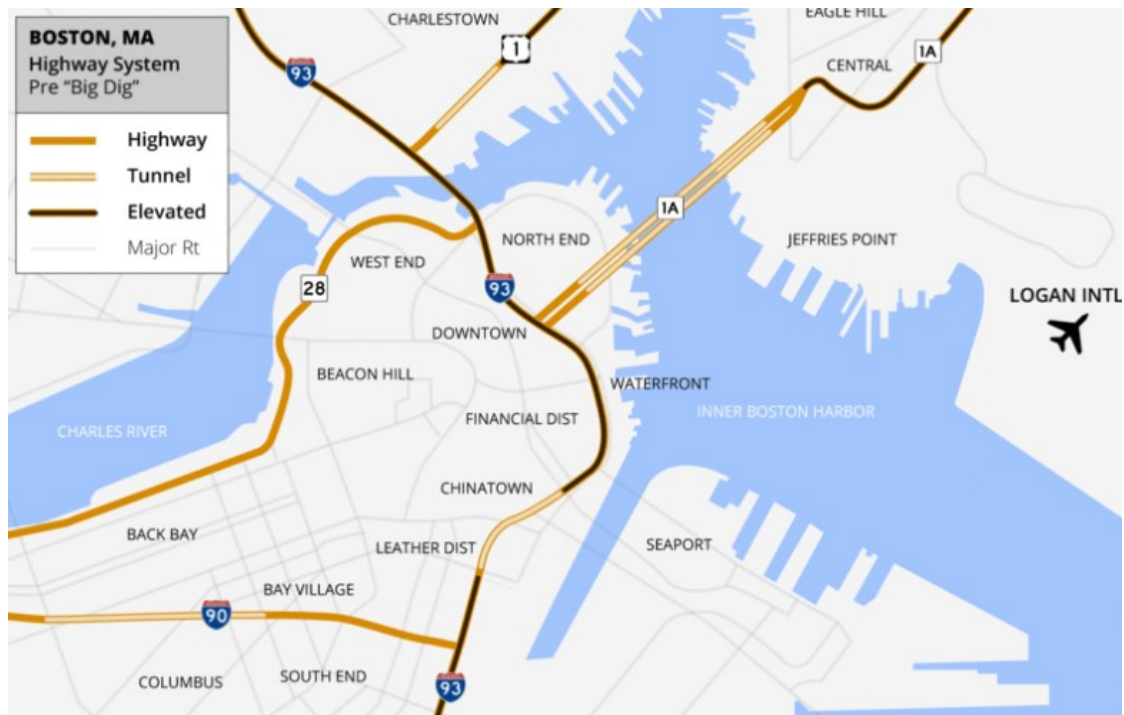 BOSTON, MA
Highway System
Pre “Big Dig”
Highway
Tunnel
Elevated
Major Rt
CHARLESTOWN
EAGLE HILL
1
1A
93
CENTRAL
1A
NORTH END
JEFFRIES POINT
WEST END
28
93
LOGAN INTL
DOWNTOWN
BEACON HILL
WATERFRONT
INNER BOSTON HARBOR
FINANCIAL DIST
CHARLES RIVER
CHINATOWN
BACK BAY
LEATHER DIST
SEAPORT
BAY VILLAGE
90
SOUTH END
COLUMBUS
93